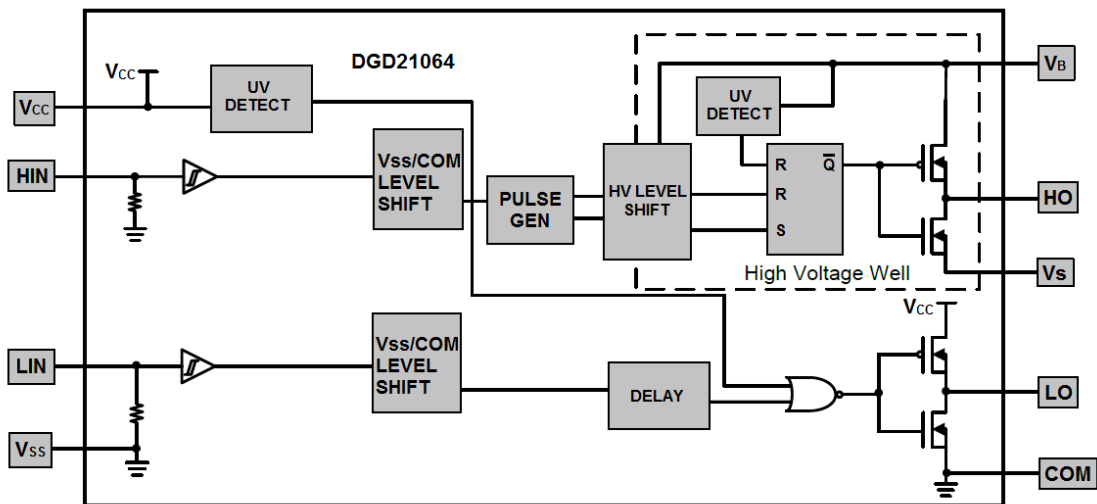 DGD21064
VCC
VCC
UV
DETECT
HIN
Vss/COM
LEVEL
SHIFT
PULSE
GEN
HV LEVEL
SHIFT
UV
DETECT
R
Q
R
S
High Voltage Well
VB
HO
Vs
LIN
Vss/COM
LEVEL
SHIFT
DELAY
VCC
LO
VSS
COM